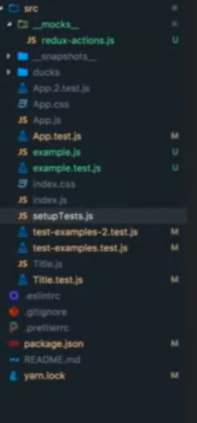 src
__mocks__
redux-actions.js U
__snapshots__
ducks
App.2.test.js
App.css
App.js
App.test.js M
example.js U
example.test.js U
index.css
index.js
setupTests.js
test-examples-2.test.js M
test-examples.test.js M
Title.js
Title.test.js M
.eslintrc
.gitignore
.prettierrc
package.json M
README.md
yarn.lock M